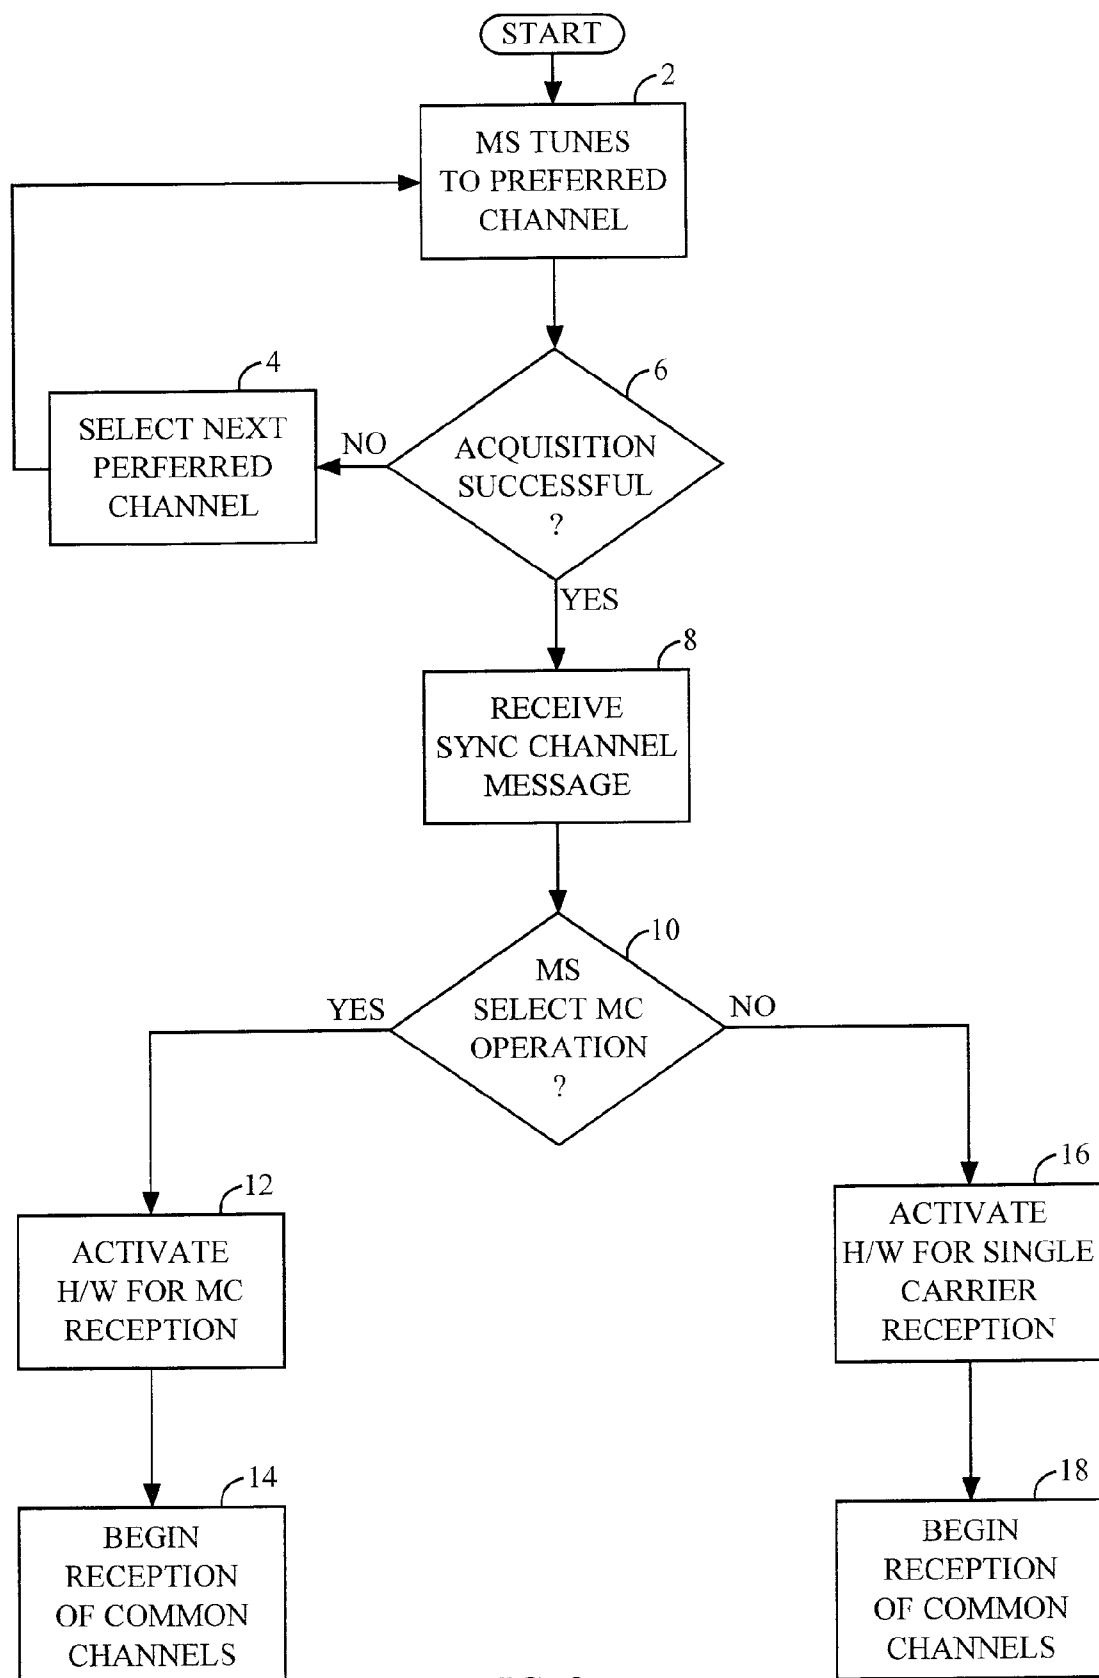 START
2
MS TUNES
TO PREFERRED
CHANNEL
4
SELECT NEXT
PERFERRED
CHANNEL
NO
6
ACQUISITION
SUCCESSFUL
?
YES
8
RECEIVE
SYNC CHANNEL
MESSAGE
10
MS
SELECT MC
OPERATION
?
YES
NO
12
ACTIVATE
H/W FOR MC
RECEPTION
16
ACTIVATE
H/W FOR SINGLE
CARRIER
RECEPTION
14
BEGIN
RECEPTION
OF COMMON
CHANNELS
18
BEGIN
RECEPTION
OF COMMON
CHANNELS